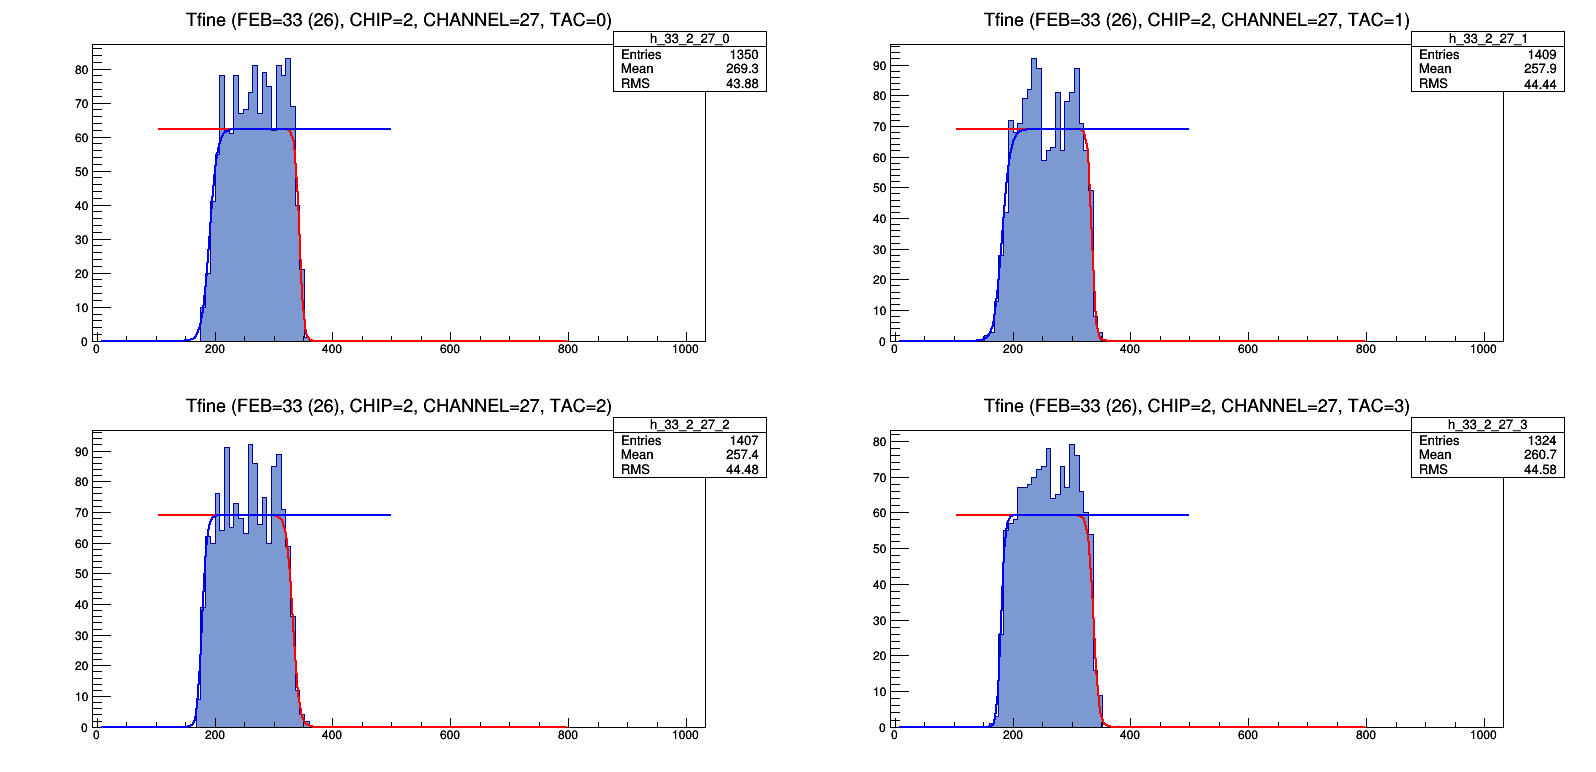 Tfine (FEB=33 (26), CHIP=2, CHANNEL=27, TAC=0)
h_33_2_27_0
Entries 1350
Mean 269.3
RMS 43.88
80
70
60
50
40
30
20
10
0
0 200 400 600 800 1000
Tfine (FEB=33 (26), CHIP=2, CHANNEL=27, TAC=1)
h_33_2_27_1
Entries 1409
Mean 257.9
RMS 44.44
90
80
70
60
50
40
30
20
10
0
0 200 400 600 800 1000
Tfine (FEB=33 (26), CHIP=2, CHANNEL=27, TAC=2)
h_33_2_27_2
Entries 1407
Mean 257.4
RMS 44.48
90
80
70
60
50
40
30
20
10
0
0 200 400 600 800 1000
Tfine (FEB=33 (26), CHIP=2, CHANNEL=27, TAC=3)
h_33_2_27_3
Entries 1324
Mean 260.7
RMS 44.58
80
70
60
50
40
30
20
10
0
0 200 400 600 800 1000